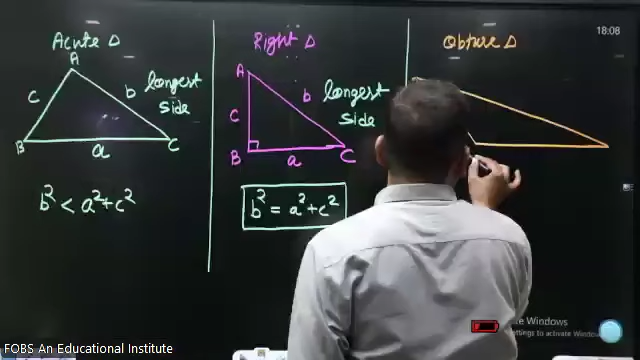 Acute Δ
A
c
b
longest
side
B
a
C
b² < a²+c²
Right Δ
A
c
b
longest
side
B
a
C
b² = a²+c²
Obtuse Δ
18:08
FOBS An Educational Institute